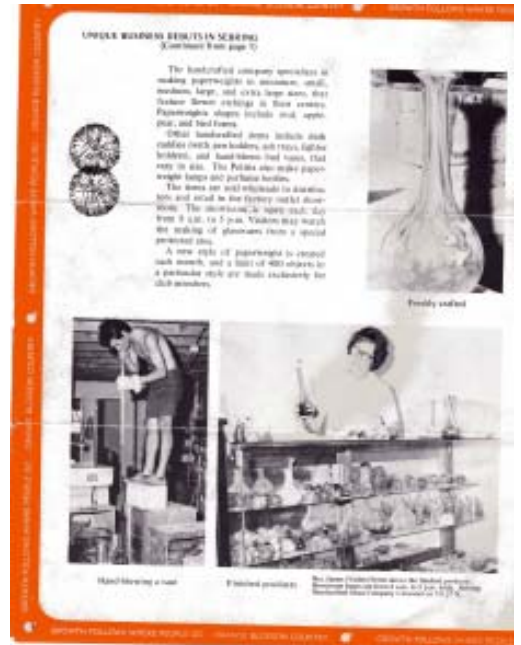 UNIQUE BUSINESS DEBUTS IN SEBRING
(Continued from page 1)
The handcrafted company specializes in
making paperweights in miniature, small,
medium, large, and extra large sizes, that
feature flower etchings in their centers.
Paperweights shapes include oval, apple,
pear, and bird forms.
Other handcrafted items include desk
caddies (with pen holders, ash trays, lighter
holders), and hand-blown bud vases, that
vary in size. The also make paper-
weight lamps and perfume bottles.
The items are sold wholesale to distribu-
tors and retail in the factory outlet show-
room. The showroom is open each day
from 8 a.m. to 5 p.m. Visitors may watch
the making of glasswares from a special
protected area.
A new style of paperweight is created
each month, and a limit of 400 objects in
a particular style are made exclusively for
club members.
Freshly crafted
Hand blowing a vase
Finished products
GROWTH FOLLOWS WHERE PEOPLE GO
ORANGE BLOSSOM COUNTRY